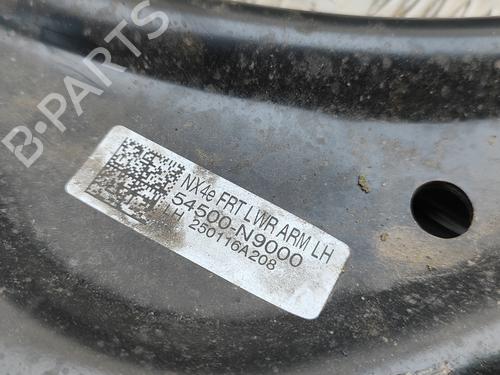 B-PARTS
NX4e FRT LWR ARM LH
54500-N9000
LH 250116A208